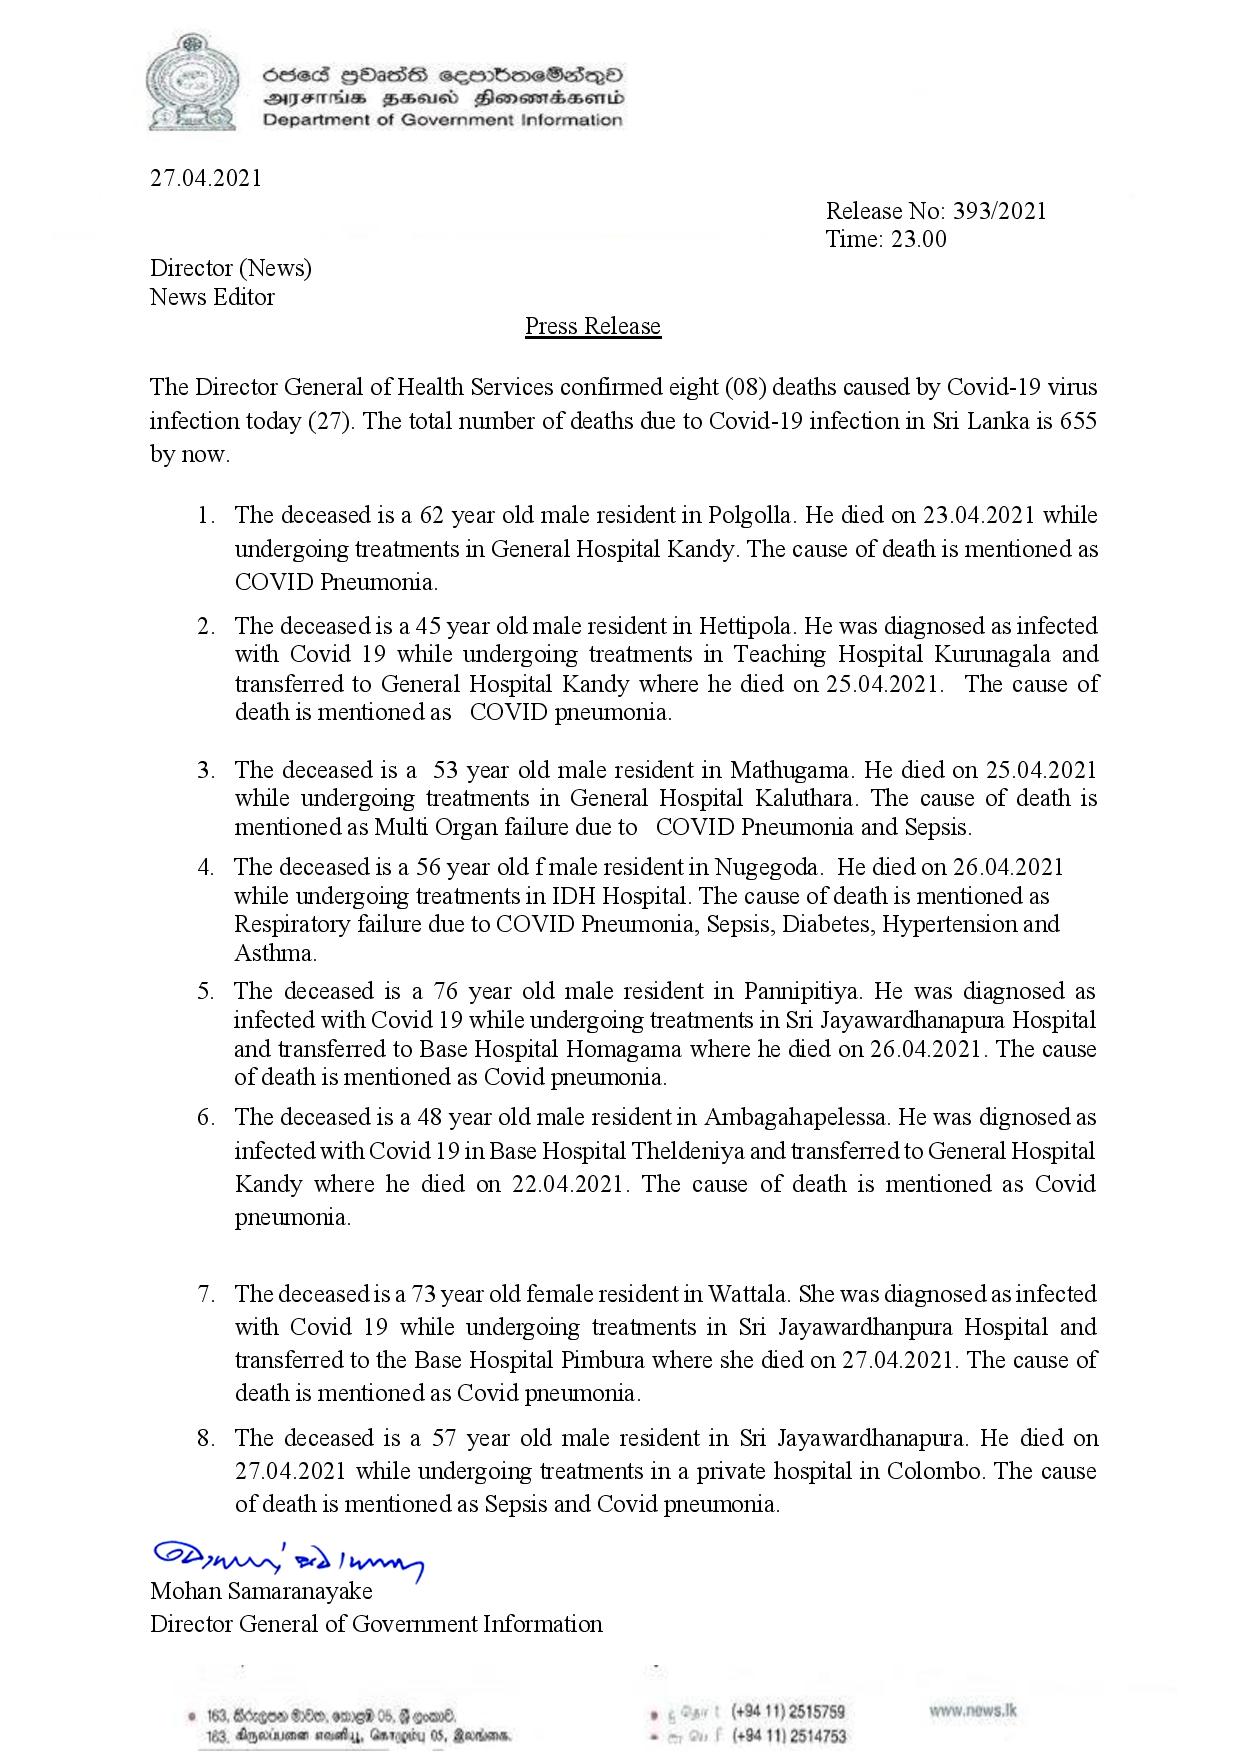 රජයේ ප්‍රවෘත්ති දෙපාර්තමේන්තුව
அரசாங்க தகவல் திணைக்களம்
Department of Government Information
27.04.2021
Release No: 393/2021
Time: 23.00
Director (News)
News Editor
Press Release
The Director General of Health Services confirmed eight (08) deaths caused by Covid-19 virus
infection today (27). The total number of deaths due to Covid-19 infection in Sri Lanka is 655
by now.
1. The deceased is a 62 year old male resident in Polgolla. He died on 23.04.2021 while
undergoing treatments in General Hospital Kandy. The cause of death is mentioned as
COVID Pneumonia.
2. The deceased is a 45 year old male resident in Hettipola. He was diagnosed as infected
with Covid 19 while undergoing treatments in Teaching Hospital Kurunagala and
transferred to General Hospital Kandy where he died on 25.04.2021. The cause of
death is mentioned as COVID pneumonia.
3. The deceased is a 53 year old male resident in Mathugama. He died on 25.04.2021
while undergoing treatments in General Hospital Kaluthara. The cause of death is
mentioned as Multi Organ failure due to COVID Pneumonia and Sepsis.
4. The deceased is a 56 year old f male resident in Nugegoda. He died on 26.04.2021
while undergoing treatments in IDH Hospital. The cause of death is mentioned as
Respiratory failure due to COVID Pneumonia, Sepsis, Diabetes, Hypertension and
Asthma.
5. The deceased is a 76 year old male resident in Pannipitiya. He was diagnosed as
infected with Covid 19 while undergoing treatments in Sri Jayawardhanapura Hospital
and transferred to Base Hospital Homagama where he died on 26.04.2021. The cause
of death is mentioned as Covid pneumonia.
6. The deceased is a 48 year old male resident in Ambagahapelessa. He was dignosed as
infected with Covid 19 in Base Hospital Theldeniya and transferred to General Hospital
Kandy where he died on 22.04.2021. The cause of death is mentioned as Covid
pneumonia.
7. The deceased is a 73 year old female resident in Wattala. She was diagnosed as infected
with Covid 19 while undergoing treatments in Sri Jayawardhanpura Hospital and
transferred to the Base Hospital Pimbura where she died on 27.04.2021. The cause of
death is mentioned as Covid pneumonia.
8. The deceased is a 57 year old male resident in Sri Jayawardhanapura. He died on
27.04.2021 while undergoing treatments in a private hospital in Colombo. The cause
of death is mentioned as Sepsis and Covid pneumonia.
Mohan Samaranayake
Director General of Government Information
163, කිරුලපන මාවත, කොළඹ 05, ශ්‍රී ලංකාව.
163, கிருலப்பனை எவனியூ, கொழும்பு 05, இலங்கை.
(+94 11) 2515759
(+94 11) 2514753
www.news.lk